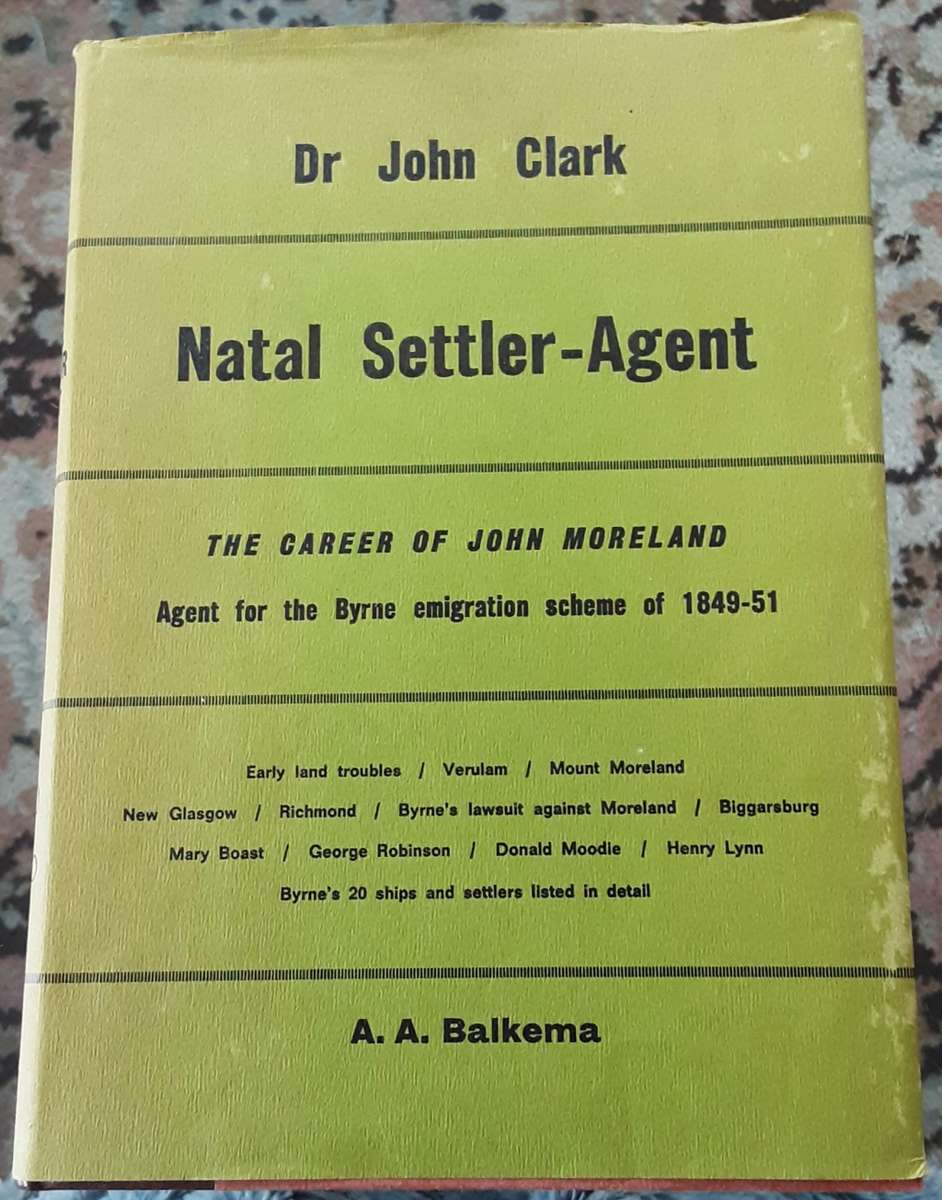 Dr John Clark
Natal Settler-Agent
THE CAREER OF JOHN MORELAND
Agent for the Byrne emigration scheme of 1849-51
Early land troubles / Verulam / Mount Moreland
New Glasgow / Richmond / Byrne's lawsuit against Moreland / Biggarsburg
Mary Boast / George Robinson / Donald Moodie / Henry Lynn
Byrne's 20 ships and settlers listed in detail
A. A. Balkema